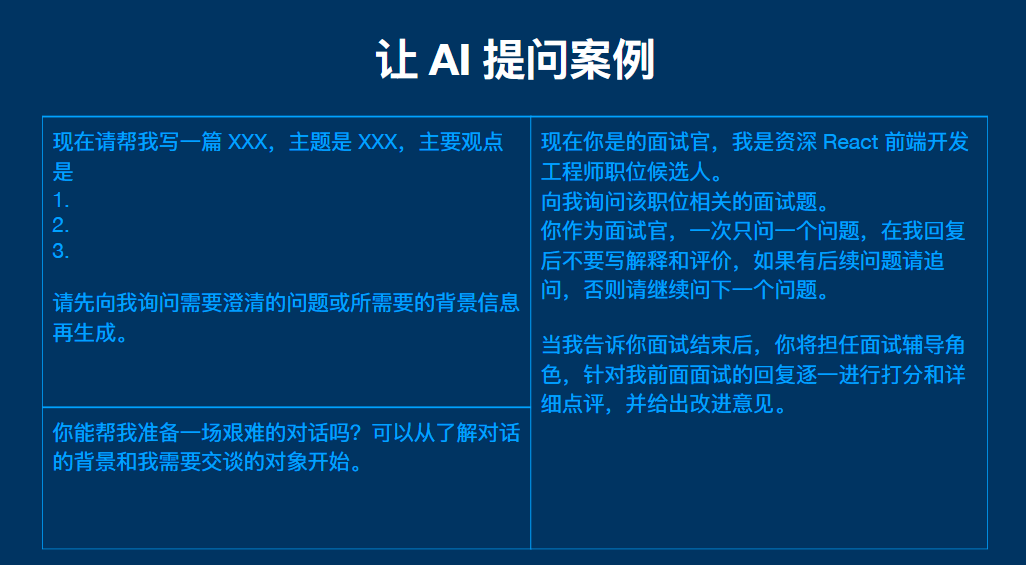 让 AI 提问案例
现在请帮我写一篇 XXX，主题是 XXX，主要观点
是
1.
2.
3.
请先向我询问需要澄清的问题或所需要的背景信息
再生成。
你能帮我准备一场艰难的对话吗？可以从了解对话
的背景和我需要交谈的对象开始。
现在你是的面试官，我是资深 React 前端开发
工程师职位候选人。
向我询问该职位相关的面试题。
你作为面试官，一次只问一个问题，在我回复
后不要写解释和评价，如果有后续问题请追
问，否则请继续问下一个问题。
当我告诉你面试结束后，你将担任面试辅导角
色，针对我前面面试的回复逐一进行打分和详
细点评，并给出改进意见。